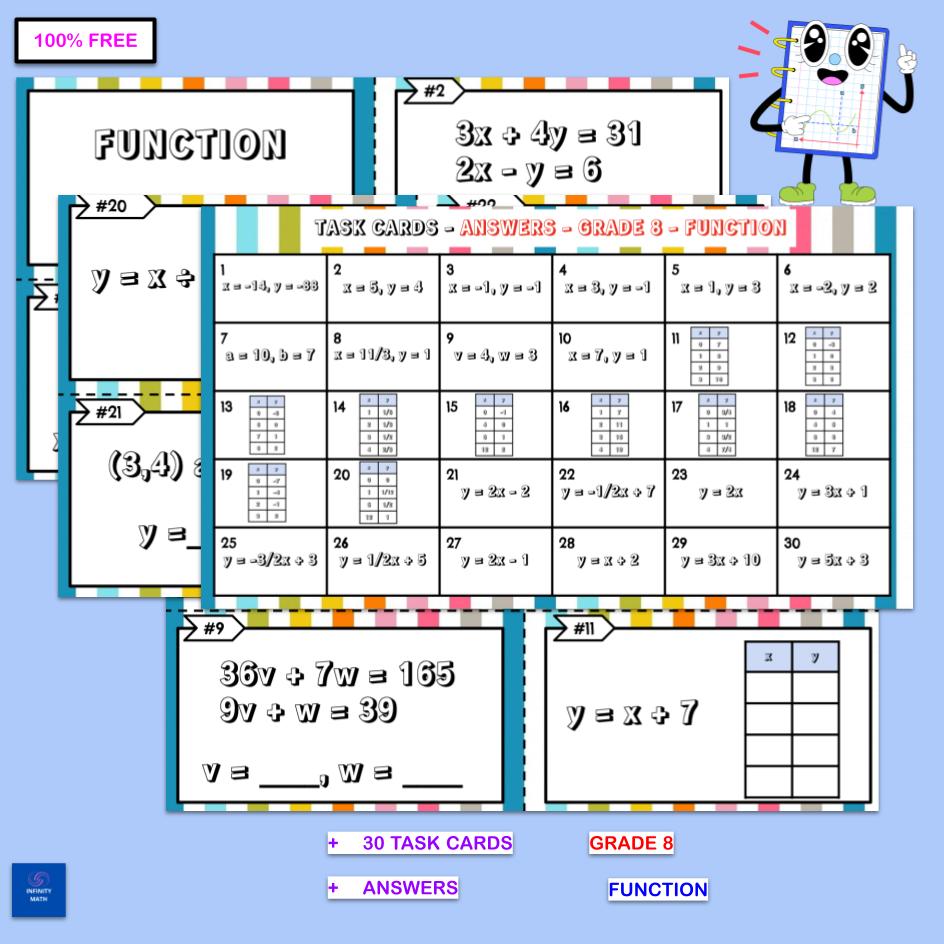 100% FREE
FUNCTION
#2
3x + 4y = 31
2x - y = 6
#20
y = x ÷
#21
(3,4)
y =_
TASK CARDS - ANSWERS - GRADE 8 - FUNCTION
1
x = -14, y = -88
2
x = 5, y = 4
3
x = -1, y = -1
4
x = 3, y = -1
5
x = 1, y = 3
6
x = -2, y = 2
7
a = 10, b = 7
8
x = 11/3, y = 1
9
v = 4, w = 3
10
x = 7, y = 1
11
x y
12
x y
13
x y
14
x y
15
x y
16
x y
17
x y
18
x y
19
x y
20
x y
21
y = 2x - 2
22
y = -1/2x + 7
23
y = 2x
24
y = 3x + 1
25
y = -3/2x + 3
26
y = 1/2x + 5
27
y = 2x - 1
28
y = x + 2
29
y = 3x + 10
30
y = 5x + 3
#9
36v + 7w = 165
9v + w = 39
v = ____, w = ____
#11
x y
y = x + 7
+ 30 TASK CARDS
GRADE 8
+ ANSWERS
FUNCTION
INFINITY
MATH